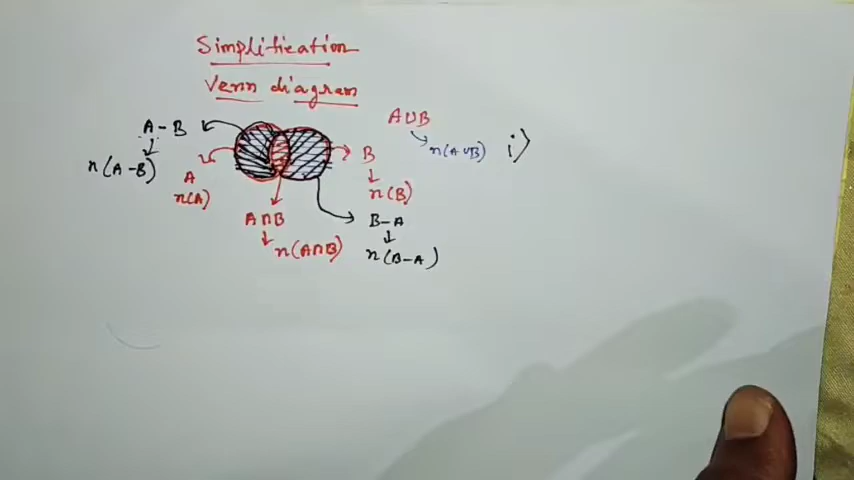 Simplification
Venn diagram
A∪B
n(A∪B)
i)
A-B
n(A-B)
A
n(A)
B
n(B)
A∩B
n(A∩B)
B-A
n(B-A)